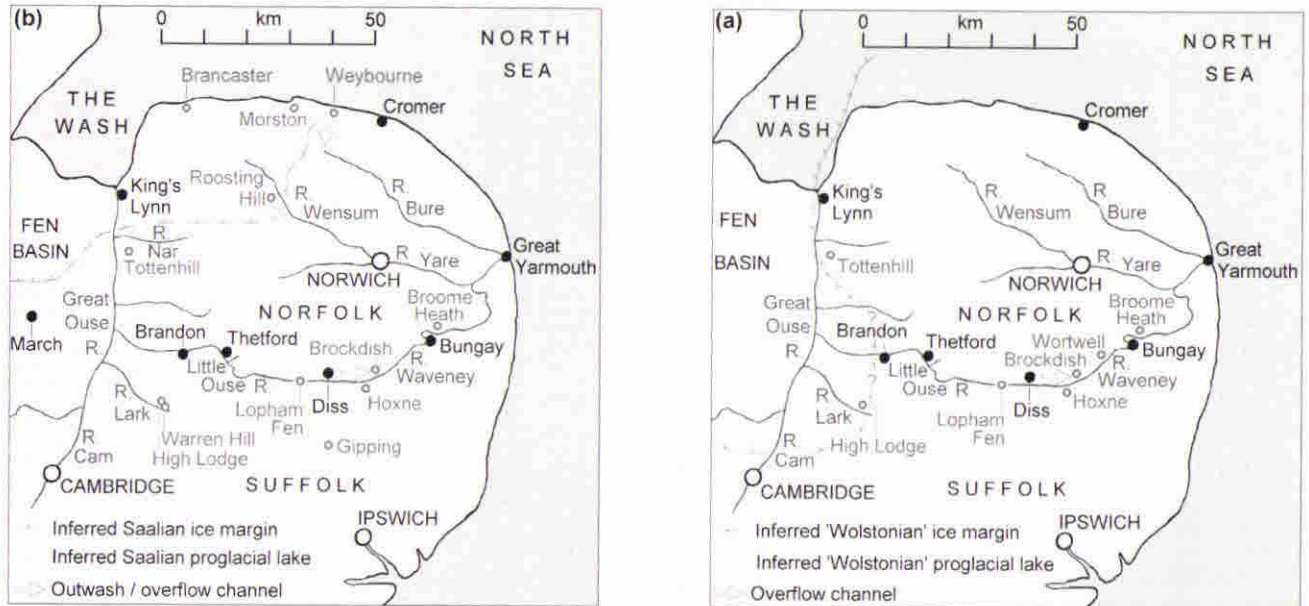 (b)
0 50
km
NORTH
SEA
Brancaster
Weybourne
THE
WASH
Morston
Cromer
King's
Lynn
Roosting
Hill
R.
Wensum
R.
Bure
FEN
BASIN
R.
Nar
Tottenhill
R.
Yare
Great
Yarmouth
NORWICH
Great
Ouse
NORFOLK
Broome
Heath
March
Brandon
Thetford
Brockdish
Bungay
R.
Little
Ouse
R.
R.
Waveney
Lark
R.
Lopham
Fen
Diss
Hoxne
Warren Hill
High Lodge
Gipping
R.
Cam
CAMBRIDGE
SUFFOLK
IPSWICH
Inferred Saalian ice margin
Inferred Saalian proglacial lake
Outwash / overflow channel
(a)
0 50
km
NORTH
SEA
THE
WASH
Cromer
King's
Lynn
R.
Wensum
R.
Bure
FEN
BASIN
Tottenhill
R.
Yare
Great
Yarmouth
NORWICH
Great
Ouse
NORFOLK
Broome
Heath
Brandon
Thetford
Wortwell
Brockdish
Bungay
R.
?
Little
Ouse
R.
R.
Waveney
?
R.
Lark
Lopham
Fen
Diss
Hoxne
High Lodge
R.
Cam
CAMBRIDGE
SUFFOLK
IPSWICH
Inferred 'Wolstonian' ice margin
Inferred 'Wolstonian' proglacial lake
Overflow channel